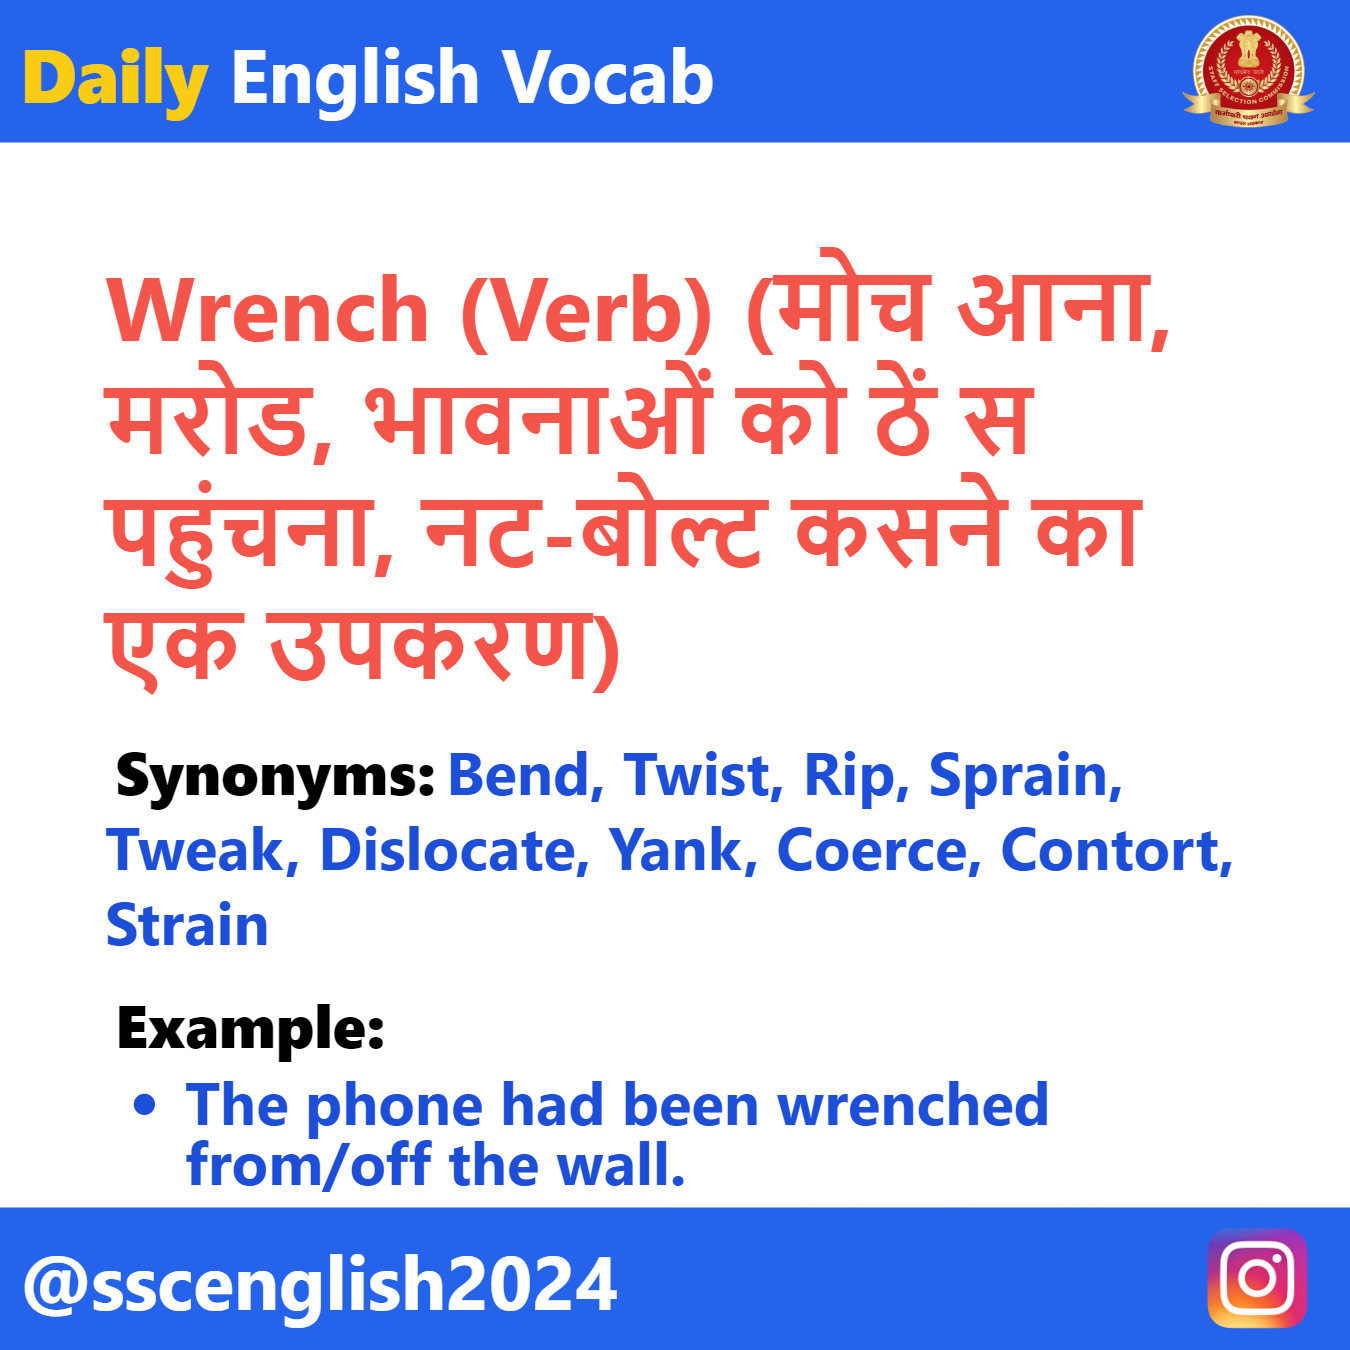 Daily English Vocab
STAFF SELECTION COMMISSION
कर्मचारी चयन आयोग
भारत सरकार
Wrench (Verb) (मोच आना,
मरोड, भावनाओं को ठें स
पहुंचना, नट-बोल्ट कसने का
एक उपकरण)
Synonyms: Bend, Twist, Rip, Sprain,
Tweak, Dislocate, Yank, Coerce, Contort,
Strain
Example:
• The phone had been wrenched
from/off the wall.
@sscenglish2024